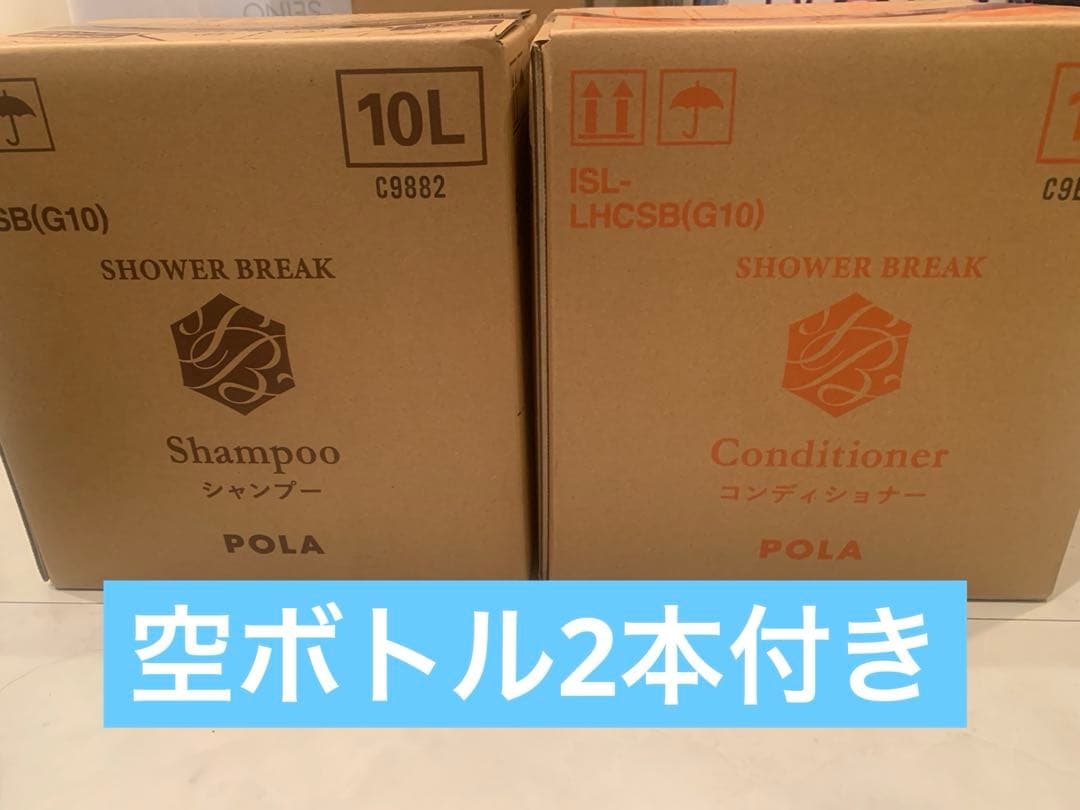 SEINO
10L
C9882
SB(G10)
SHOWER BREAK
Shampoo
シャンプー
POLA
ISL-
LHCSB(G10)
SHOWER BREAK
Conditioner
コンディショナー
POLA
空ボトル2本付き